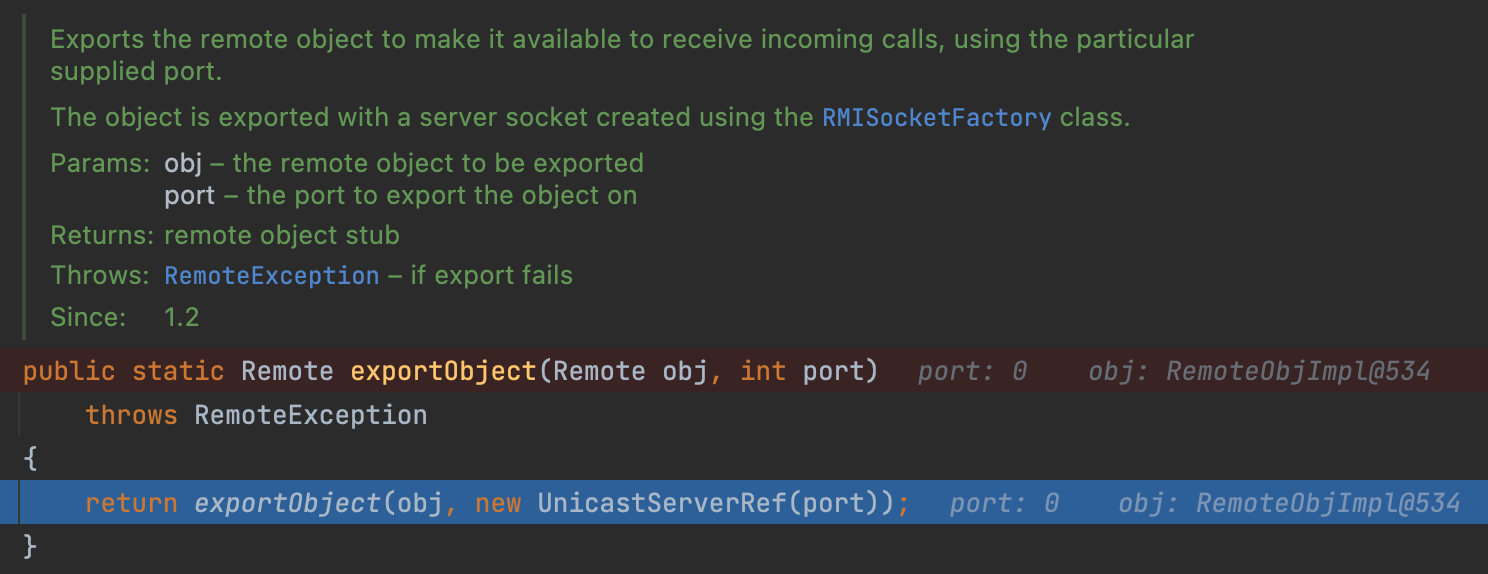 Exports the remote object to make it available to receive incoming calls, using the particular
supplied port.
The object is exported with a server socket created using the RMISocketFactory class.
Params: obj – the remote object to be exported
port – the port to export the object on
Returns: remote object stub
Throws: RemoteException – if export fails
Since: 1.2
public static Remote exportObject(Remote obj, int port) port: 0 obj: RemoteObjImpl@534
throws RemoteException
{
return exportObject(obj, new UnicastServerRef(port)); port: 0 obj: RemoteObjImpl@534
}